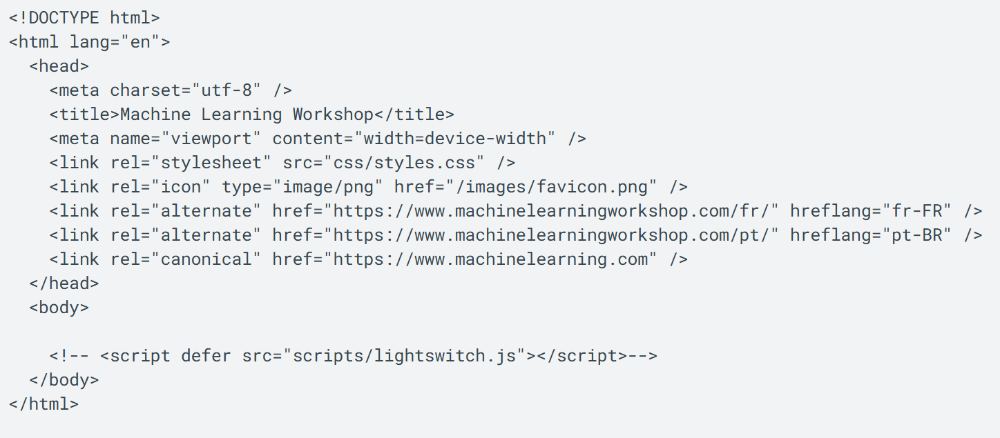 <!DOCTYPE html>
<html lang="en">
  <head>
    <meta charset="utf-8" />
    <title>Machine Learning Workshop</title>
    <meta name="viewport" content="width=device-width" />
    <link rel="stylesheet" src="css/styles.css" />
    <link rel="icon" type="image/png" href="/images/favicon.png" />
    <link rel="alternate" href="https://www.machinelearningworkshop.com/fr/" hreflang="fr-FR" />
    <link rel="alternate" href="https://www.machinelearningworkshop.com/pt/" hreflang="pt-BR" />
    <link rel="canonical" href="https://www.machinelearning.com" />
  </head>
  <body>

    <!-- <script defer src="scripts/lightswitch.js"></script>-->
  </body>
</html>